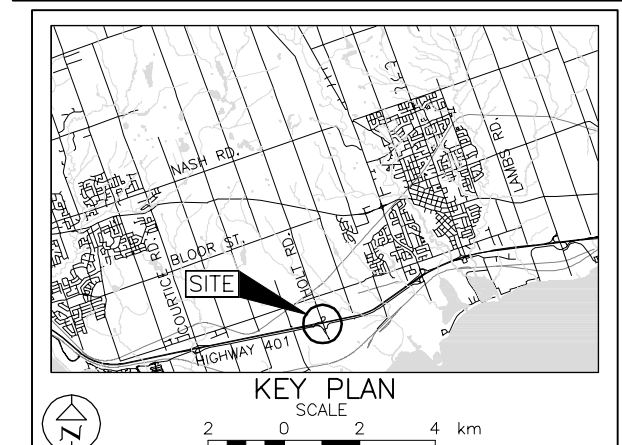 NASH RD.
LAMBS RD.
COURTICE RD.
BLOOR ST.
HOLT RD.
SITE
HIGHWAY 401
KEY PLAN
SCALE
N
2 0 2 4 km